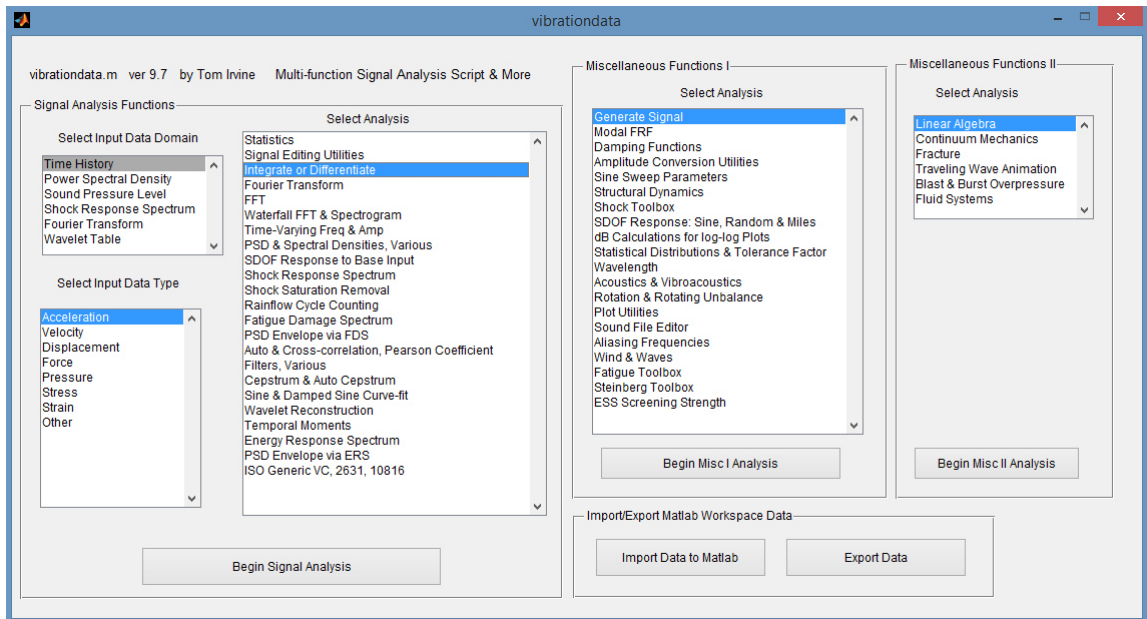 vibrationdata
vibrationdata.m ver 9.7 by Tom Irvine Multi-function Signal Analysis Script & More
Signal Analysis Functions
Select Input Data Domain
Time History
Power Spectral Density
Sound Pressure Level
Shock Response Spectrum
Fourier Transform
Wavelet Table
Select Input Data Type
Acceleration
Velocity
Displacement
Force
Pressure
Stress
Strain
Other
Select Analysis
Statistics
Signal Editing Utilities
Integrate or Differentiate
Fourier Transform
FFT
Waterfall FFT & Spectrogram
Time-Varying Freq & Amp
PSD & Spectral Densities, Various
SDOF Response to Base Input
Shock Response Spectrum
Shock Saturation Removal
Rainflow Cycle Counting
Fatigue Damage Spectrum
PSD Envelope via FDS
Auto & Cross-correlation, Pearson Coefficient
Filters, Various
Cepstrum & Auto Cepstrum
Sine & Damped Sine Curve-fit
Wavelet Reconstruction
Temporal Moments
Energy Response Spectrum
PSD Envelope via ERS
ISO Generic VC, 2631, 10816
Begin Signal Analysis
Miscellaneous Functions I
Select Analysis
Generate Signal
Modal FRF
Damping Functions
Amplitude Conversion Utilities
Sine Sweep Parameters
Structural Dynamics
Shock Toolbox
SDOF Response: Sine, Random & Miles
dB Calculations for log-log Plots
Statistical Distributions & Tolerance Factor
Wavelength
Acoustics & Vibroacoustics
Rotation & Rotating Unbalance
Plot Utilities
Sound File Editor
Aliasing Frequencies
Wind & Waves
Fatigue Toolbox
Steinberg Toolbox
ESS Screening Strength
Begin Misc I Analysis
Miscellaneous Functions II
Select Analysis
Linear Algebra
Continuum Mechanics
Fracture
Traveling Wave Animation
Blast & Burst Overpressure
Fluid Systems
Begin Misc II Analysis
Import/Export Matlab Workspace Data
Import Data to Matlab
Export Data